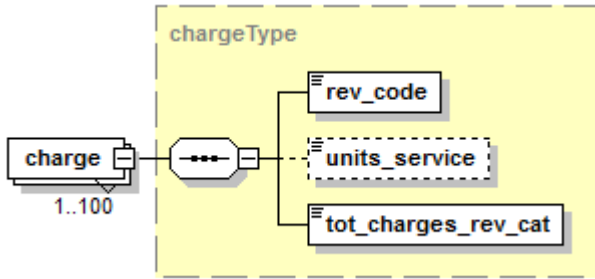 chargeType
rev_code
charge
units_service
1..100
tot_charges_rev_cat